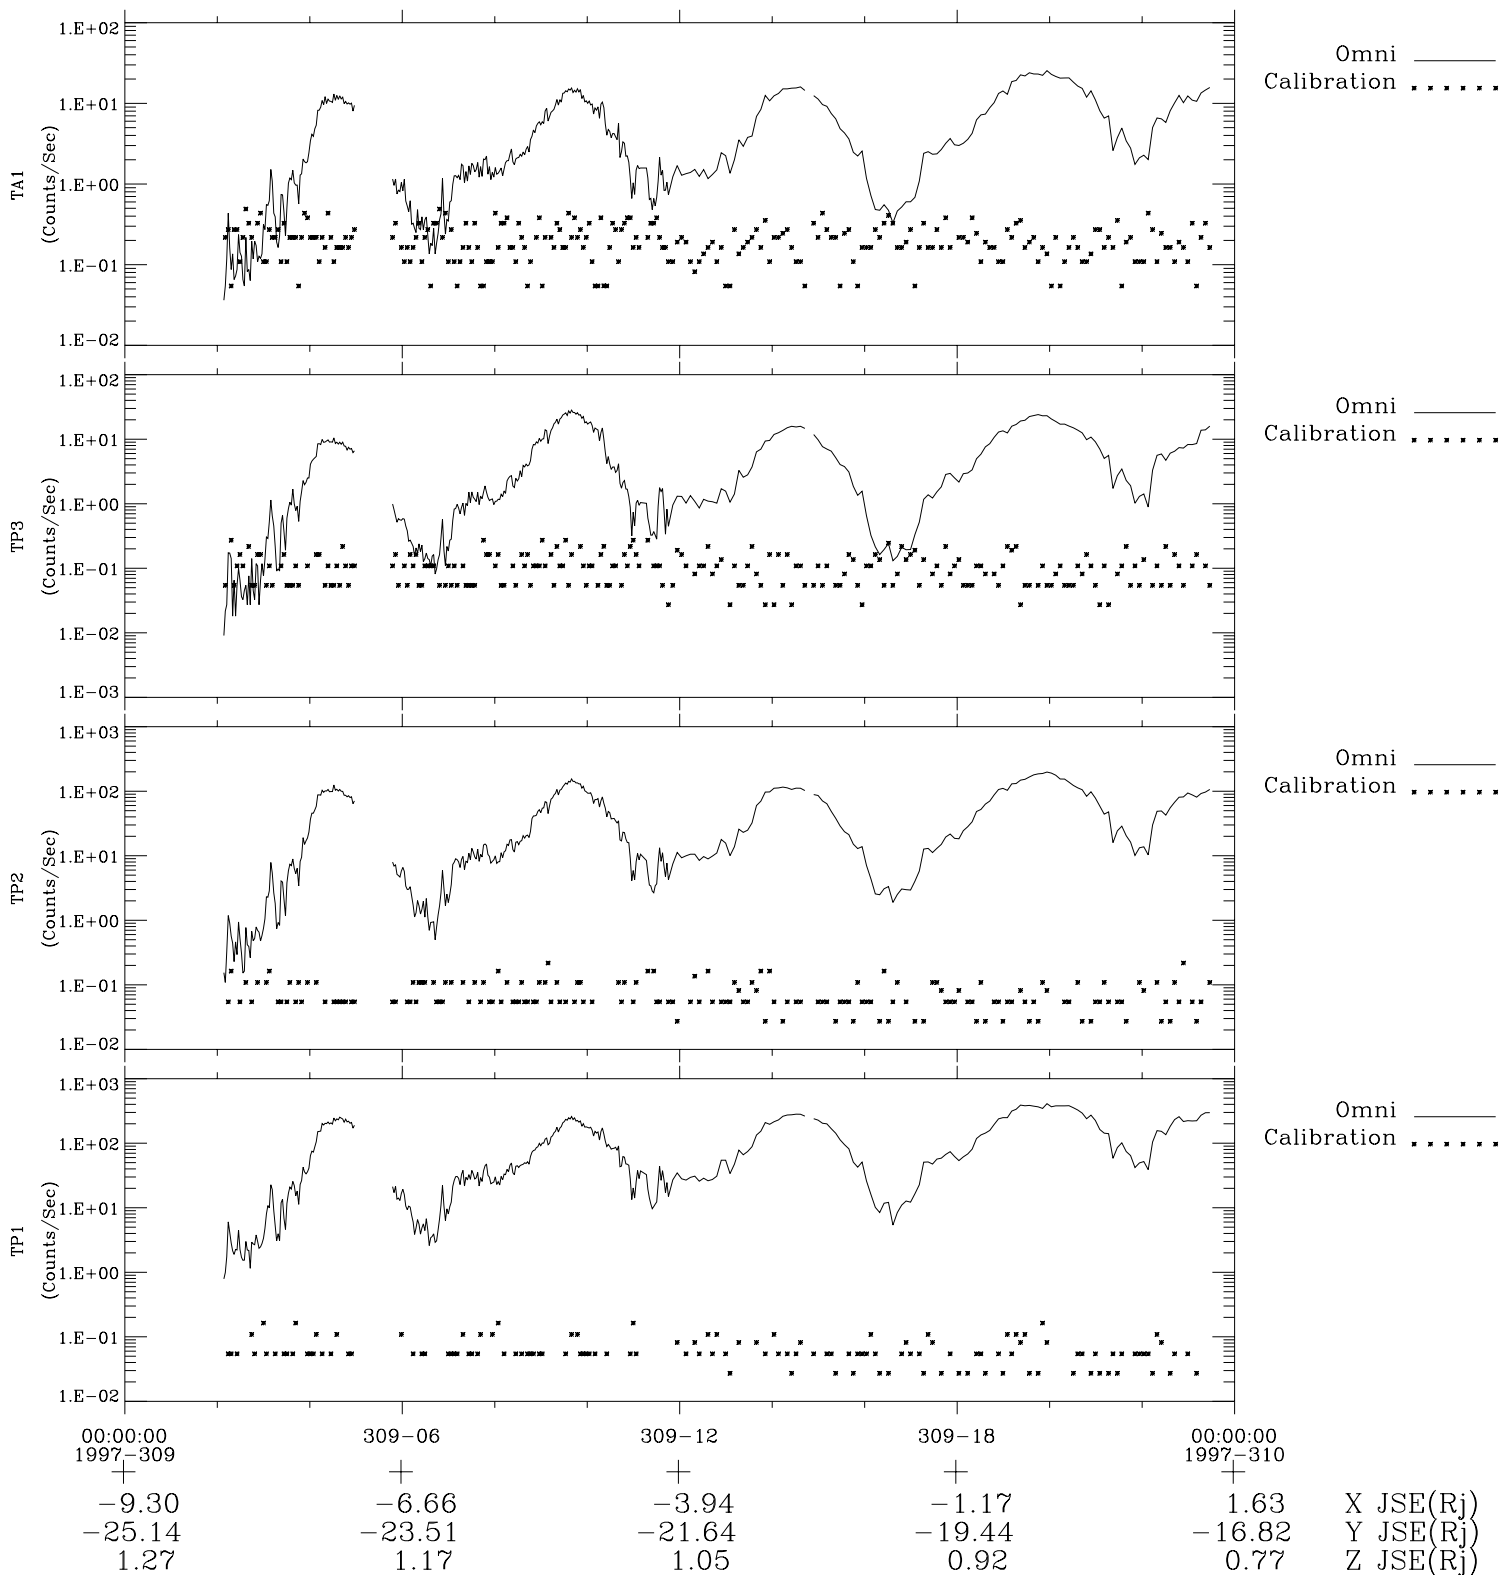 1.E+02
1.E+01
1.E+00
1.E-01
1.E-02
TA1
(Counts/Sec)
Omni
Calibration
1.E+02
1.E+01
1.E+00
1.E-01
1.E-02
1.E-03
TP3
(Counts/Sec)
Omni
Calibration
1.E+03
1.E+02
1.E+01
1.E+00
1.E-01
1.E-02
TP2
(Counts/Sec)
Omni
Calibration
1.E+03
1.E+02
1.E+01
1.E+00
1.E-01
1.E-02
TP1
(Counts/Sec)
Omni
Calibration
00:00:00 309-06 309-12 309-18 00:00:00
1997-309 1997-310
-9.30 -6.66 -3.94 -1.17 1.63 X JSE(Rj)
-25.14 -23.51 -21.64 -19.44 -16.82 Y JSE(Rj)
1.27 1.17 1.05 0.92 0.77 Z JSE(Rj)